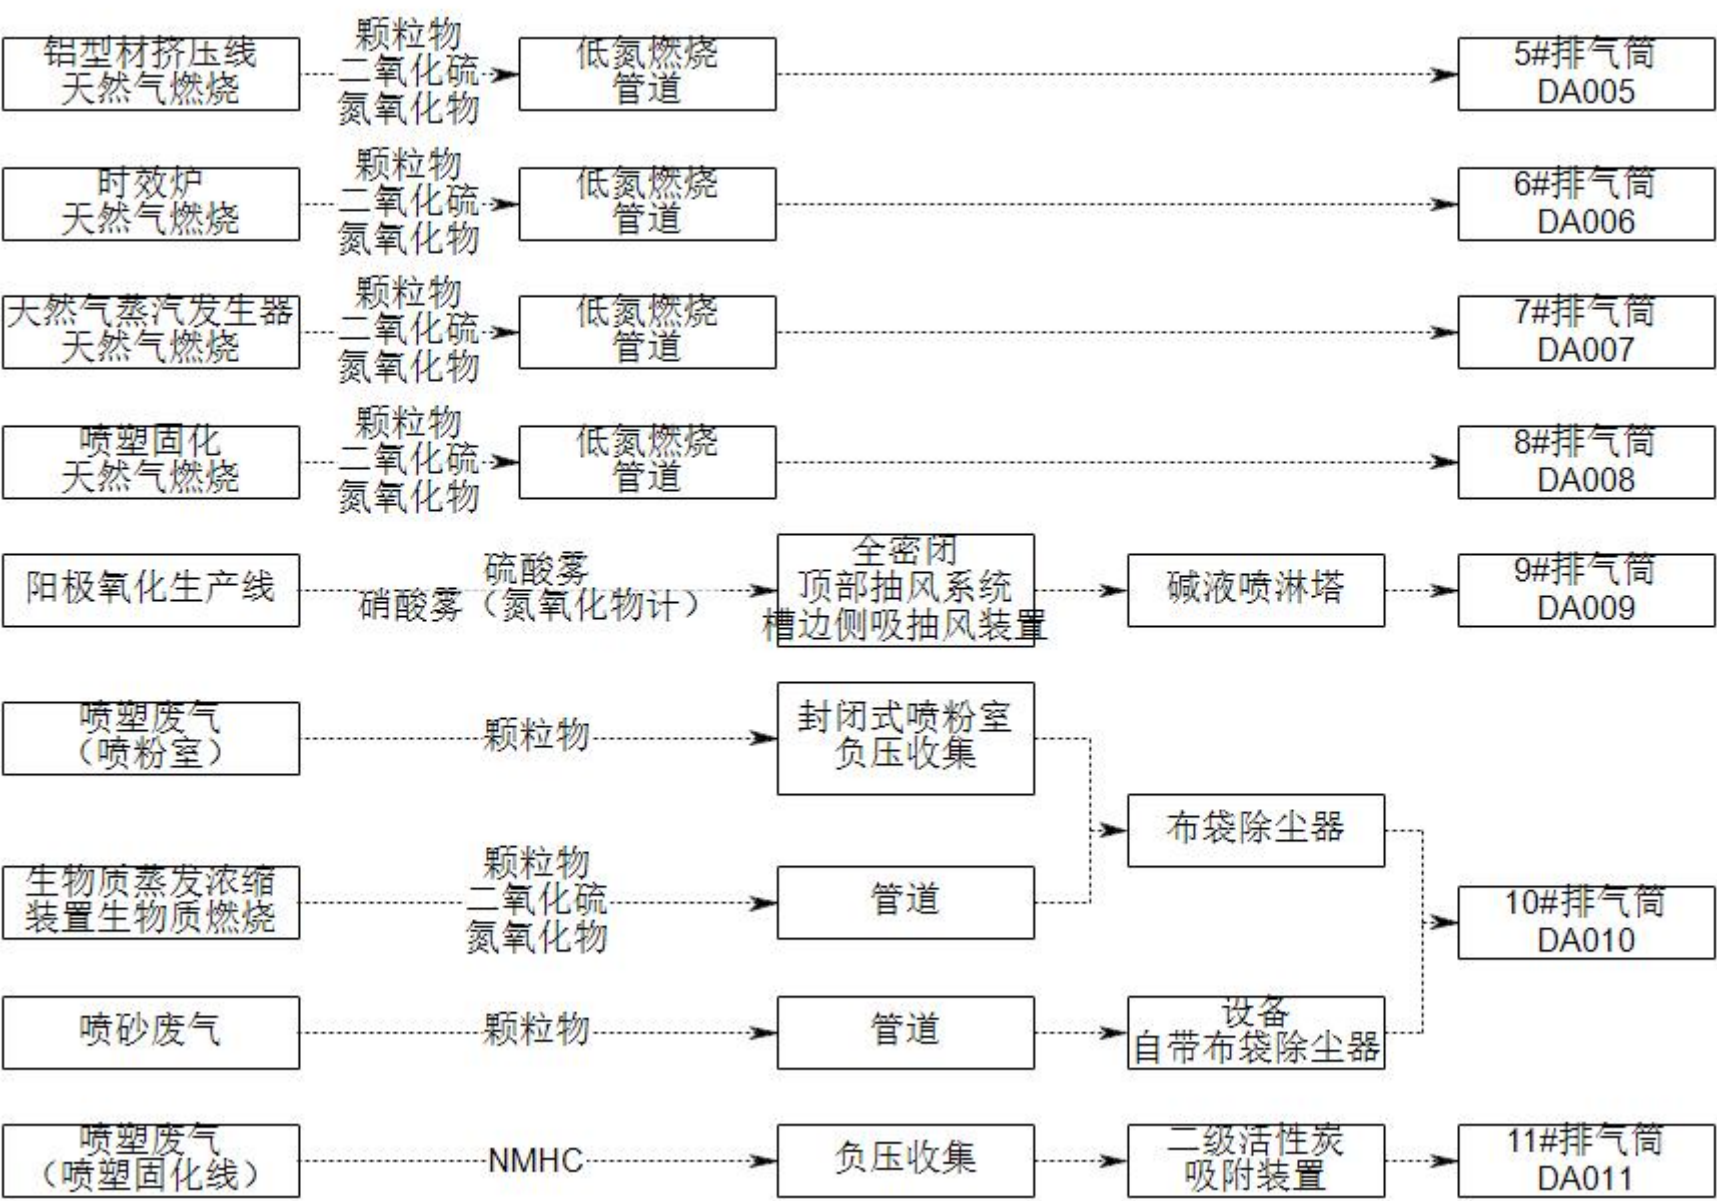 铝型材挤压线
天然气燃烧
颗粒物
二氧化硫
氮氧化物
低氮燃烧
管道
5#排气筒
DA005
时效炉
天然气燃烧
颗粒物
二氧化硫
氮氧化物
低氮燃烧
管道
6#排气筒
DA006
天然气蒸汽发生器
天然气燃烧
颗粒物
二氧化硫
氮氧化物
低氮燃烧
管道
7#排气筒
DA007
喷塑固化
天然气燃烧
颗粒物
二氧化硫
氮氧化物
低氮燃烧
管道
8#排气筒
DA008
阳极氧化生产线
硫酸雾
硝酸雾（氮氧化物计）
全密闭
顶部抽风系统
槽边侧吸抽风装置
碱液喷淋塔
9#排气筒
DA009
喷塑废气
（喷粉室）
颗粒物
封闭式喷粉室
负压收集
布袋除尘器
生物质蒸发浓缩
装置生物质燃烧
颗粒物
二氧化硫
氮氧化物
管道
10#排气筒
DA010
喷砂废气
颗粒物
管道
设备
自带布袋除尘器
喷塑废气
（喷塑固化线）
NMHC
负压收集
二级活性炭
吸附装置
11#排气筒
DA011